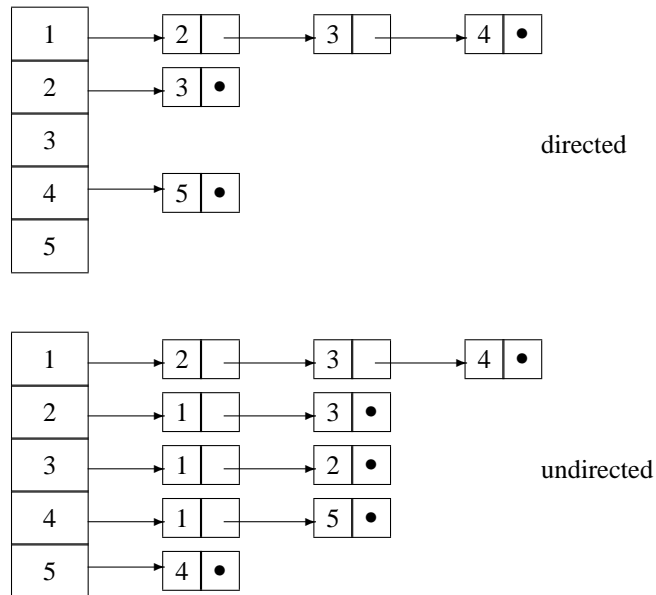 1 2 3 4 •
2 3 •
3 directed
4 5 •
5
1 2 3 4 •
2 1 3 •
3 1 2 • undirected
4 1 5 •
5 4 •